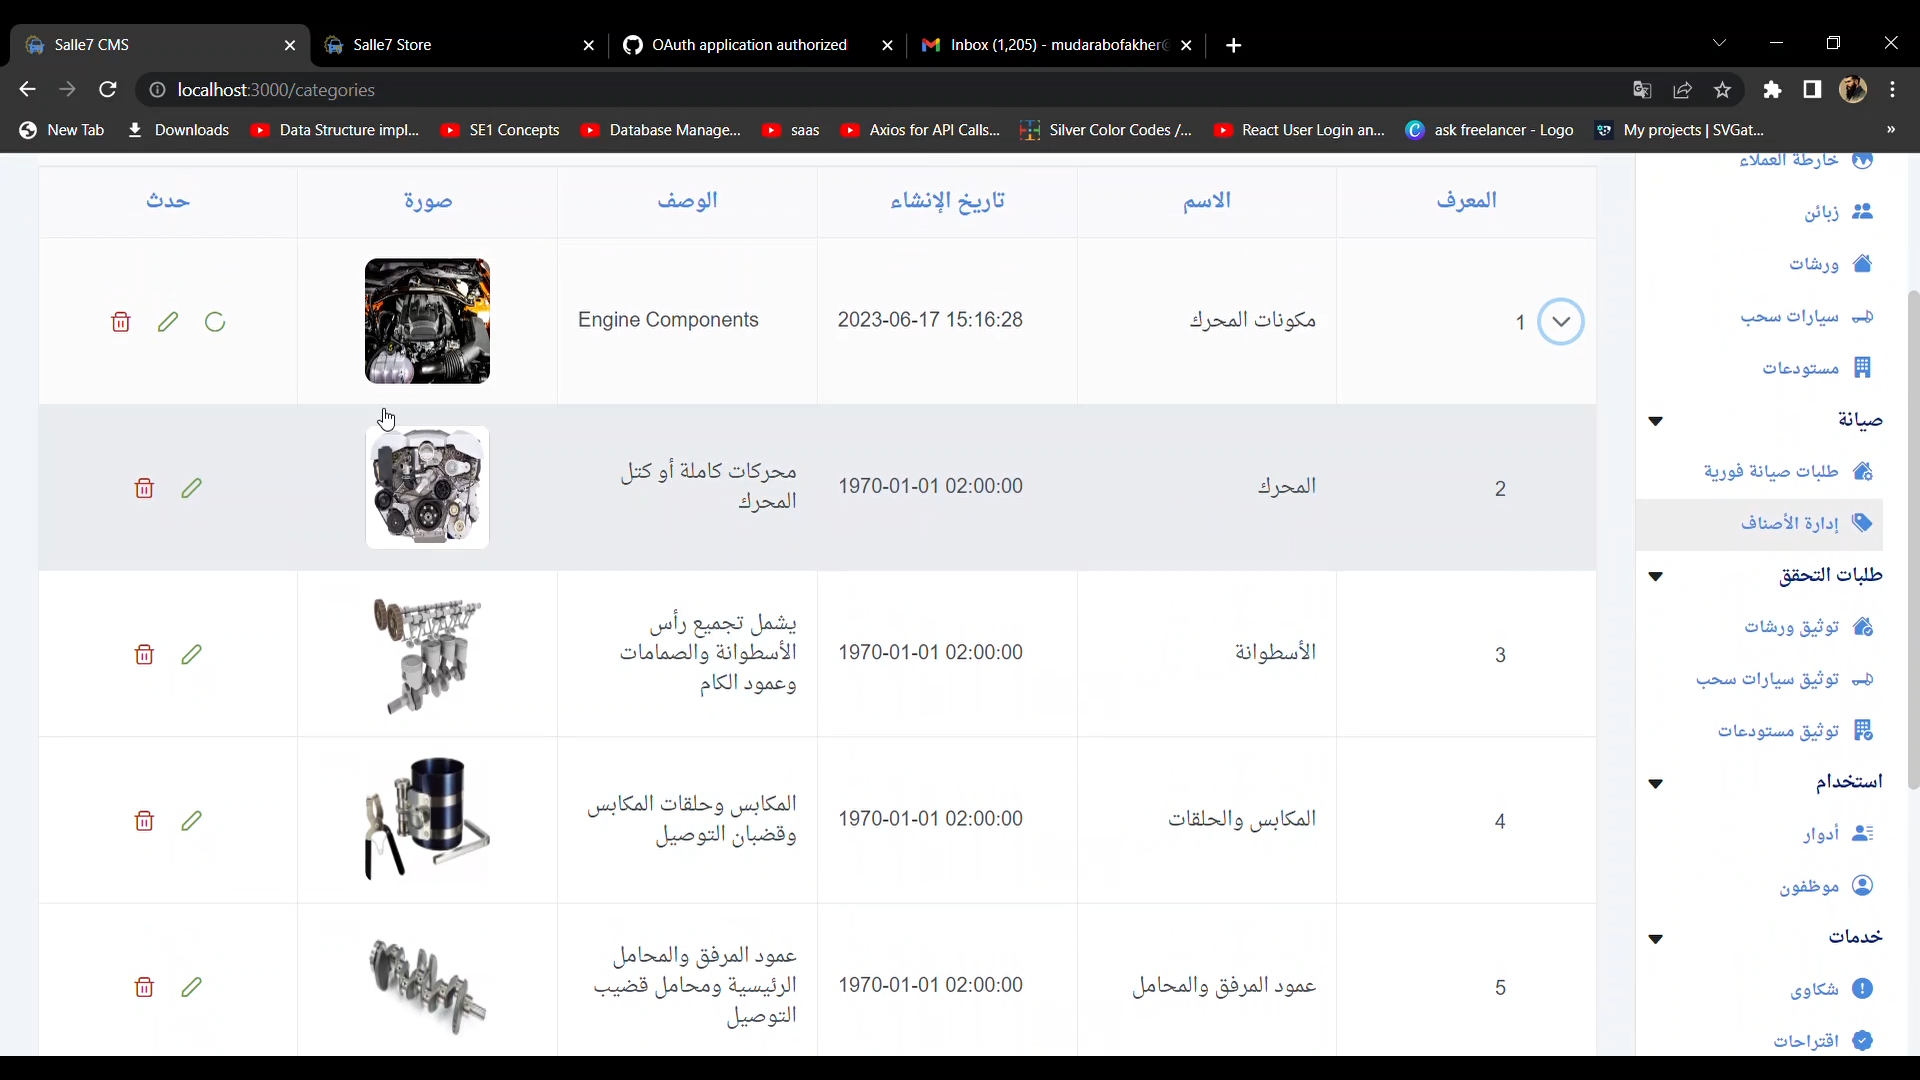 Salle7 CMS
Salle7 Store
OAuth application authorized
Inbox (1,205) - mudarabofakher@
localhost:3000/categories
New Tab
Downloads
Data Structure impl...
SE1 Concepts
Database Manage...
saas
Axios for API Calls...
Silver Color Codes /...
React User Login an...
ask freelancer - Logo
My projects | SVGat...
»
المعرف
الاسم
تاريخ الإنشاء
الوصف
صورة
حدث
1
مكونات المحرك
2023-06-17 15:16:28
Engine Components
2
المحرك
1970-01-01 02:00:00
محركات كاملة أو كتل
المحرك
3
الأسطوانة
1970-01-01 02:00:00
يشمل تجميع رأس
الأسطوانة والصمامات
وعمود الكام
4
المكابس والحلقات
1970-01-01 02:00:00
المكابس وحلقات المكابس
وقضبان التوصيل
5
عمود المرفق والمحامل
1970-01-01 02:00:00
عمود المرفق والمحامل
الرئيسية ومحامل قضيب
التوصيل
خارطة العملاء
زبائن
ورشات
سيارات سحب
مستودعات
صيانة
طلبات صيانة فورية
إدارة الأصناف
طلبات التحقق
توثيق ورشات
توثيق سيارات سحب
توثيق مستودعات
استخدام
أدوار
موظفون
خدمات
شكاوى
اقتراحات